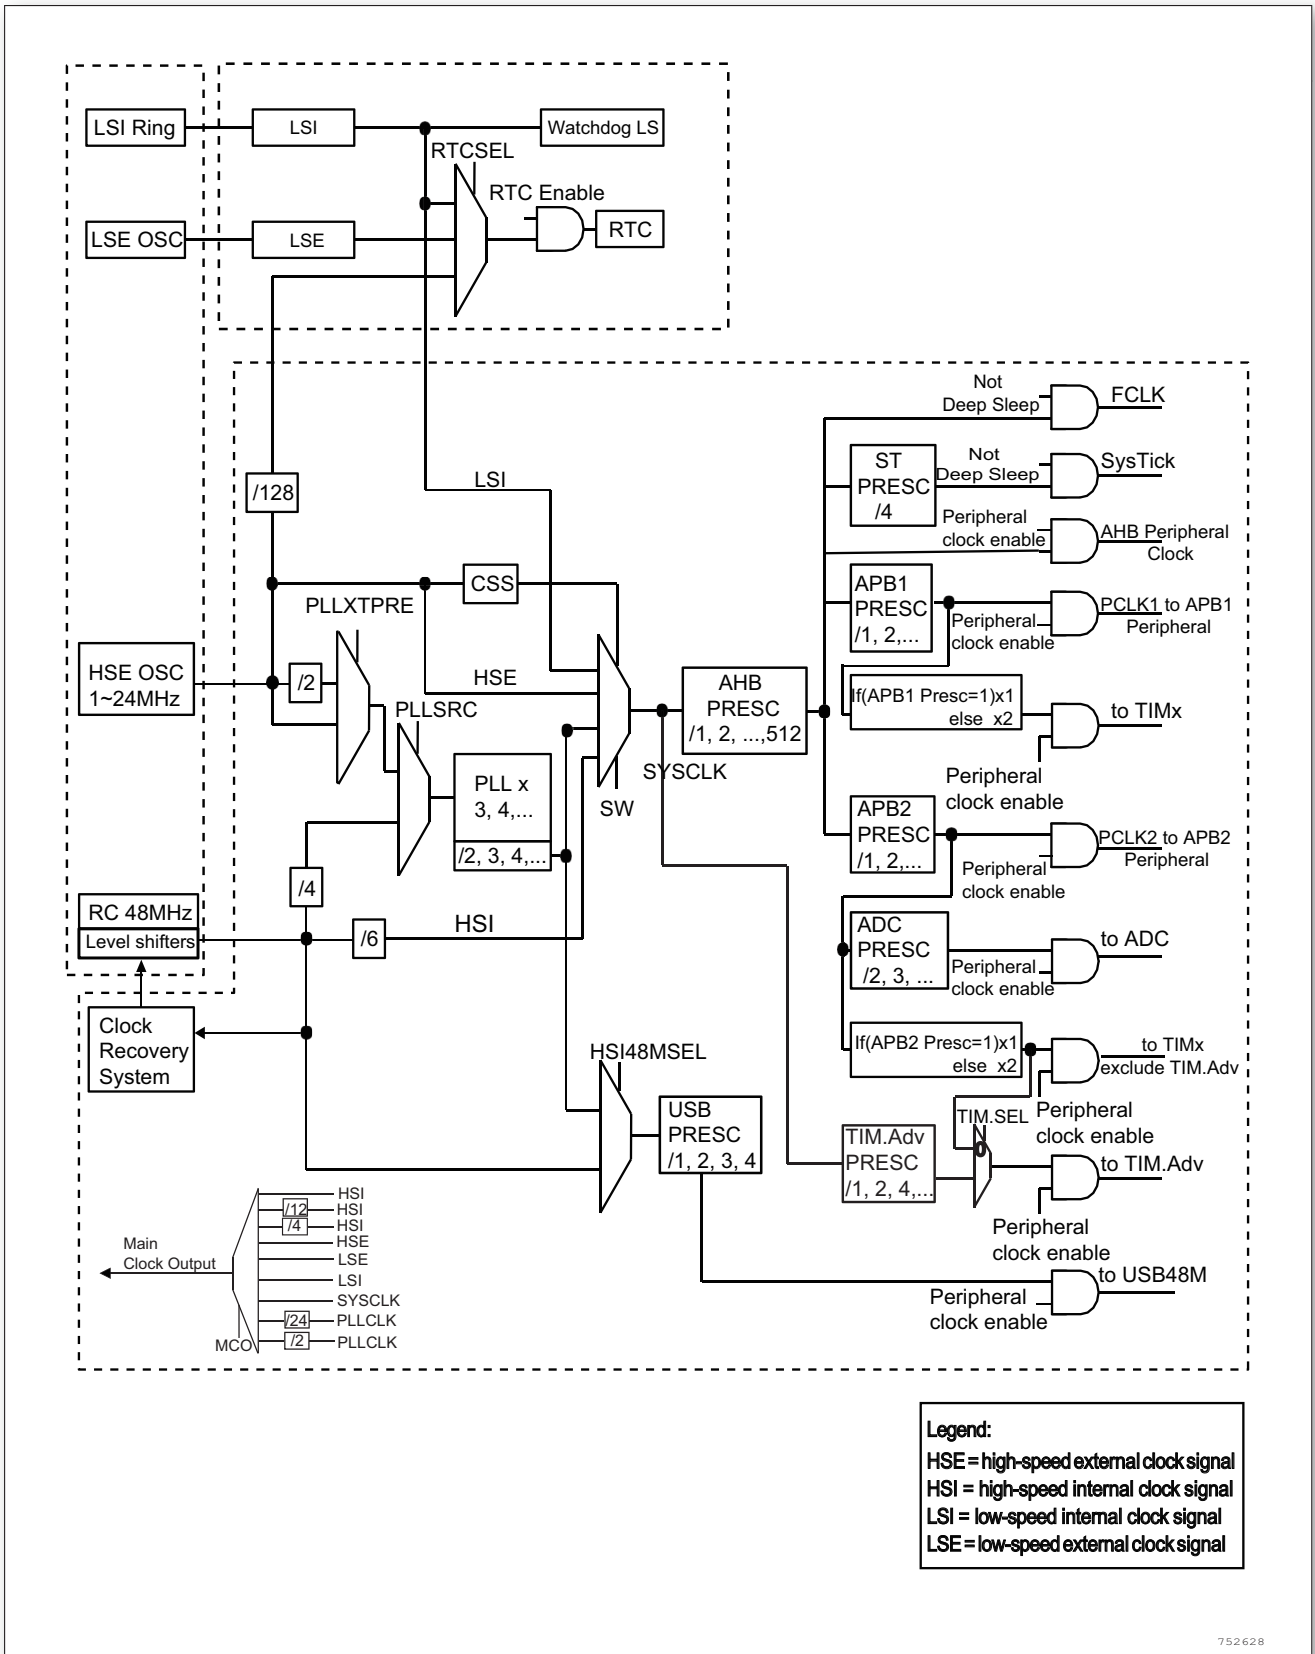 LSI Ring
LSI
Watchdog LS
RTCSEL
RTC Enable
LSE OSC
LSE
RTC
Not
Deep Sleep
FCLK
ST
PRESC
/4
Not
Deep Sleep
SysTick
/128
LSI
Peripheral
clock enable
AHB Peripheral
Clock
CSS
PLLXTPRE
APB1
PRESC
/1, 2,...
Peripheral
clock enable
PCLK1 to APB1
Peripheral
HSE OSC
1~24MHz
/2
HSE
AHB
PRESC
/1, 2, ...,512
If(APB1 Presc=1)x1
else x2
to TIMx
Peripheral
clock enable
PLLSRC
PLL x
3, 4,...
/2, 3, 4,...
SYSCLK
SW
APB2
PRESC
/1, 2,...
Peripheral
clock enable
PCLK2 to APB2
Peripheral
/4
RC 48MHz
Level shifters
/6
HSI
ADC
PRESC
/2, 3, ...
Peripheral
clock enable
to ADC
Clock
Recovery
System
HSI48MSEL
If(APB2 Presc=1)x1
else x2
to TIMx
exclude TIM.Adv
Peripheral
clock enable
USB
PRESC
/1, 2, 3, 4
TIM.SEL
0
TIM.Adv
PRESC
/1, 2, 4,...
to TIM.Adv
Peripheral
clock enable
to USB48M
Peripheral
clock enable
Main
Clock Output
MCO
HSI
/12 HSI
/4 HSI
HSE
LSE
LSI
SYSCLK
/24 PLLCLK
/2 PLLCLK
Legend:
HSE = high-speed external clock signal
HSI = high-speed internal clock signal
LSI = low-speed internal clock signal
LSE = low-speed external clock signal
752628